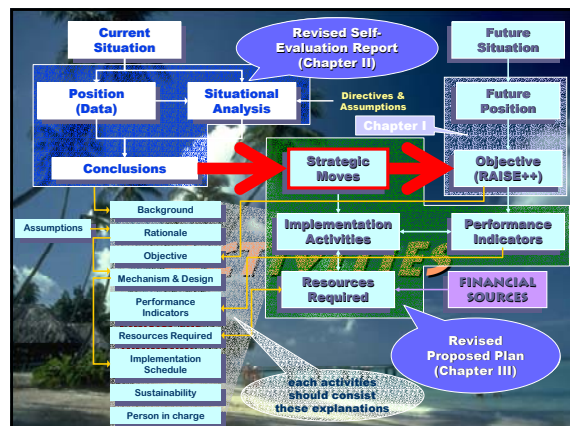 Current
Situation
Revised Self-
Evaluation Report
(Chapter II)
Future
Situation
Position
(Data)
Situational
Analysis
Directives &
Assumptions
Future
Position
Chapter I
Conclusions
Strategic
Moves
Objective
(RAISE++)
Background
Assumptions
Rationale
Objective
Mechanism & Design
Performance
Indicators
Resources Required
Implementation
Schedule
Sustainability
Person in charge
Implementation
Activities
Performance
Indicators
ACTIVITIES
Resources
Required
FINANCIAL
SOURCES
Revised
Proposed Plan
(Chapter III)
each activities
should consist
these explanations